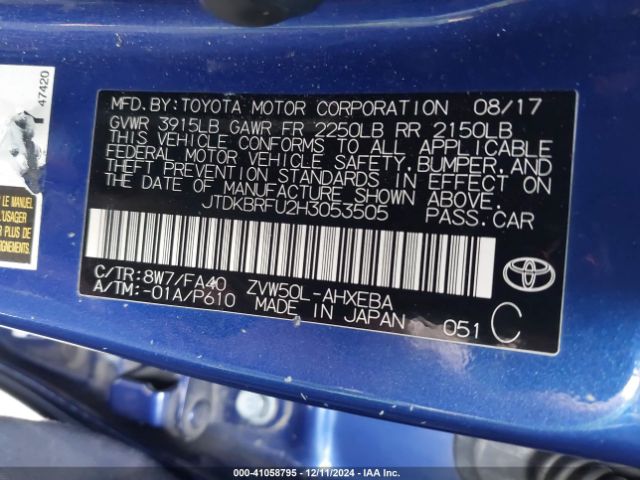 47420
LE MANUEL
L'USAGER
R PLUS DE
MFD.BY:TOYOTA MOTOR CORPORATION 08/17
GVWR 3915LB GAWR FR 2250LB RR 2150LB
THIS VEHICLE CONFORMS TO ALL APPLICABLE
FEDERAL MOTOR VEHICLE SAFETY,BUMPER,AND
THEFT PREVENTION STANDARDS IN EFFECT ON
THE DATE OF MANUFACTURE SHOWN ABOVE.
JTDKBRFU2H3053505 PASS.CAR
C/TR:8W7/FA40 ZVW50L-AHXEBA
A/TM:-01A/P610 MADE IN JAPAN 051 C
TOYOTA
000-41058795 - 12/11/2024 - IAAI.com